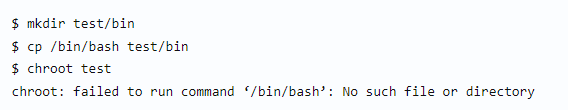 $ mkdir test/bin
$ cp /bin/bash test/bin
$ chroot test
chroot: failed to run command ‘/bin/bash’: No such file or directory